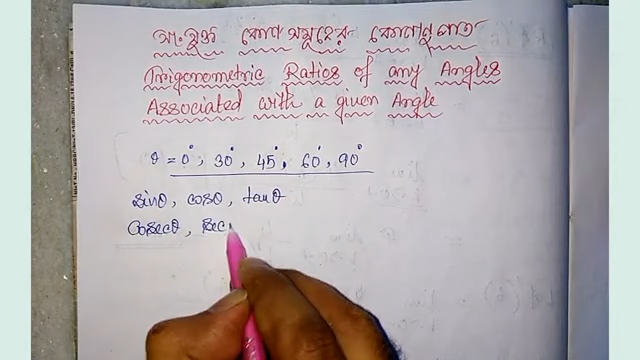 সংযুক্ত কোণ সমূহের কোণানুপাত
Trigonometric Ratios of any Angles
Associated with a given Angle
θ = 0°, 30°, 45°, 60°, 90°
sinθ, cosθ, tanθ
cosecθ, sec